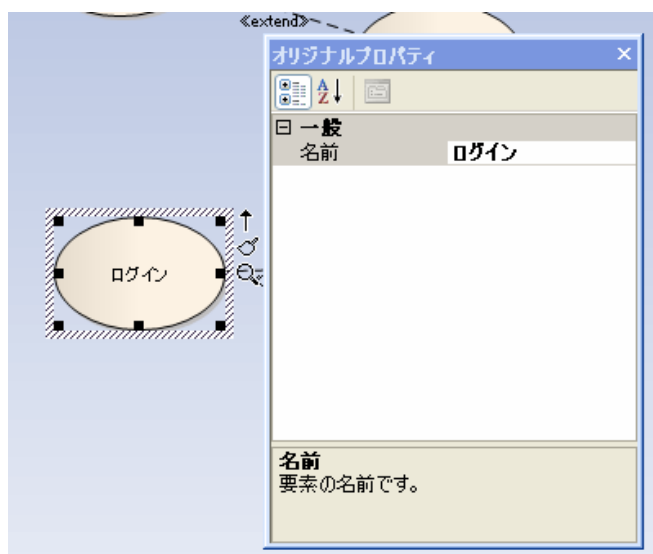 ≪extend≫
オリジナルプロパティ
一般
名前 ログイン
ログイン
名前
要素の名前です。